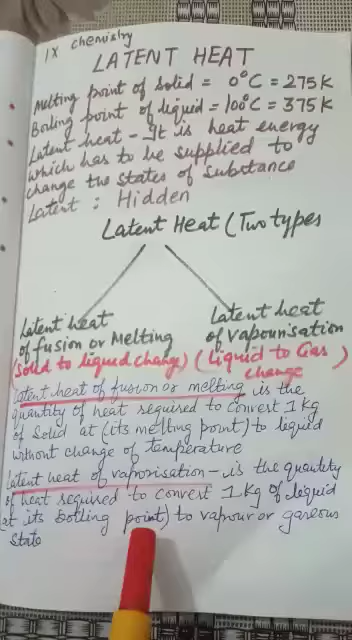 IX chemistry
LATENT HEAT
Melting point of solid = 0°C = 275K
Boiling point of liquid = 100°C = 375K
Latent heat - It is heat energy
which has to be supplied to
change the states of substance
Latent : Hidden
Latent Heat (Two types
Latent heat
of fusion or Melting
(Solid to liquid change)
Latent heat
of vapourisation
(Liquid to Gas
change)
Latent heat of fusion or melting is the
quantity of heat required to convert 1 kg
of solid at (its melting point) to liquid
without change of temperature
Latent heat of vaporisation - is the quantity
of heat required to convert 1 kg of liquid
at its boiling point) to vapour or gaseous
state